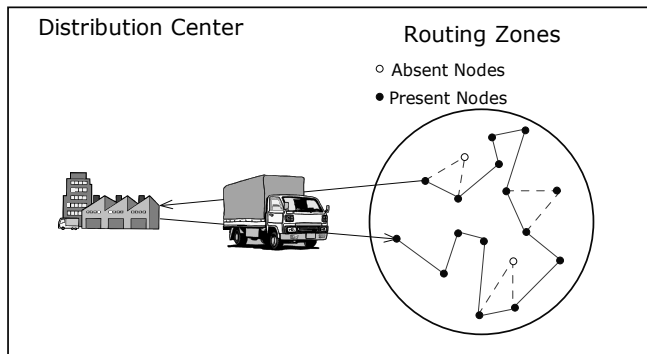 Distribution Center
Routing Zones
Absent Nodes
Present Nodes